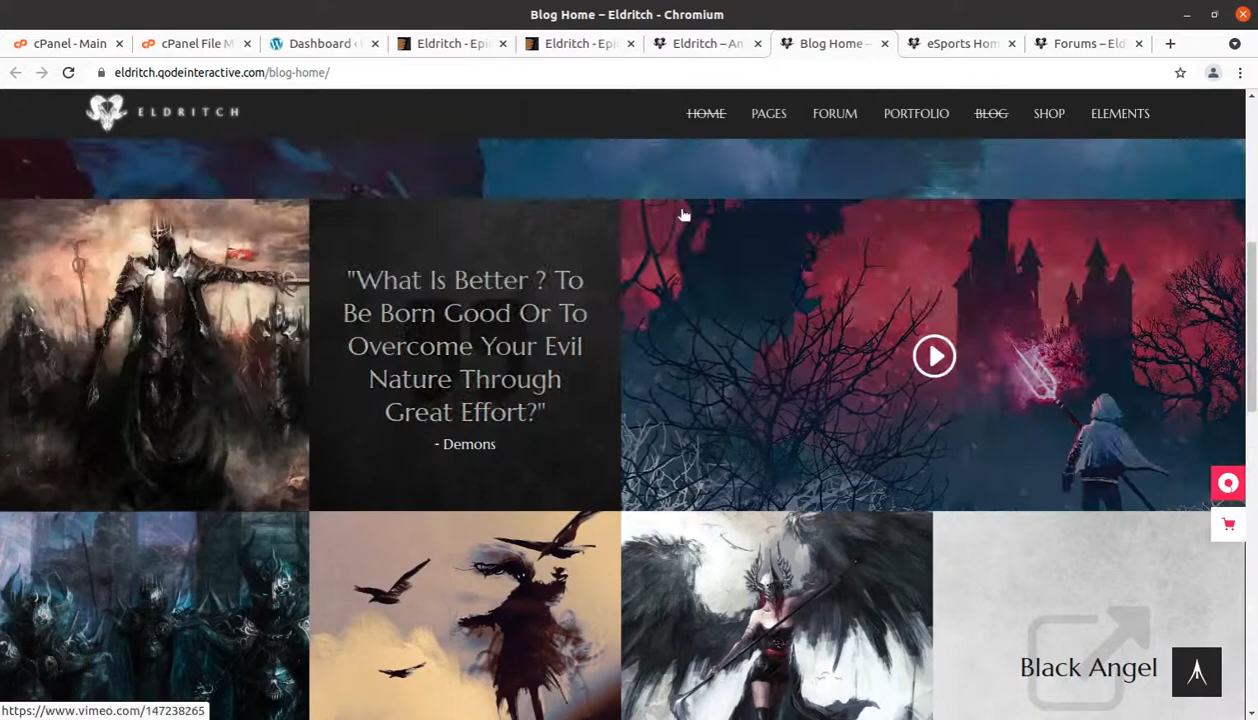 Blog Home – Eldritch - Chromium
cPanel - Main
cPanel File M
Dashboard ‹
Eldritch - Epi
Eldritch - Epi
Eldritch – An
Blog Home –
eSports Hom
Forums – Eld
eldritch.qodeinteractive.com/blog-home/
ELDRITCH
HOME
PAGES
FORUM
PORTFOLIO
BLOG
SHOP
ELEMENTS
"What Is Better ? To
Be Born Good Or To
Overcome Your Evil
Nature Through
Great Effort?"
- Demons
Black Angel
https://www.vimeo.com/147238265